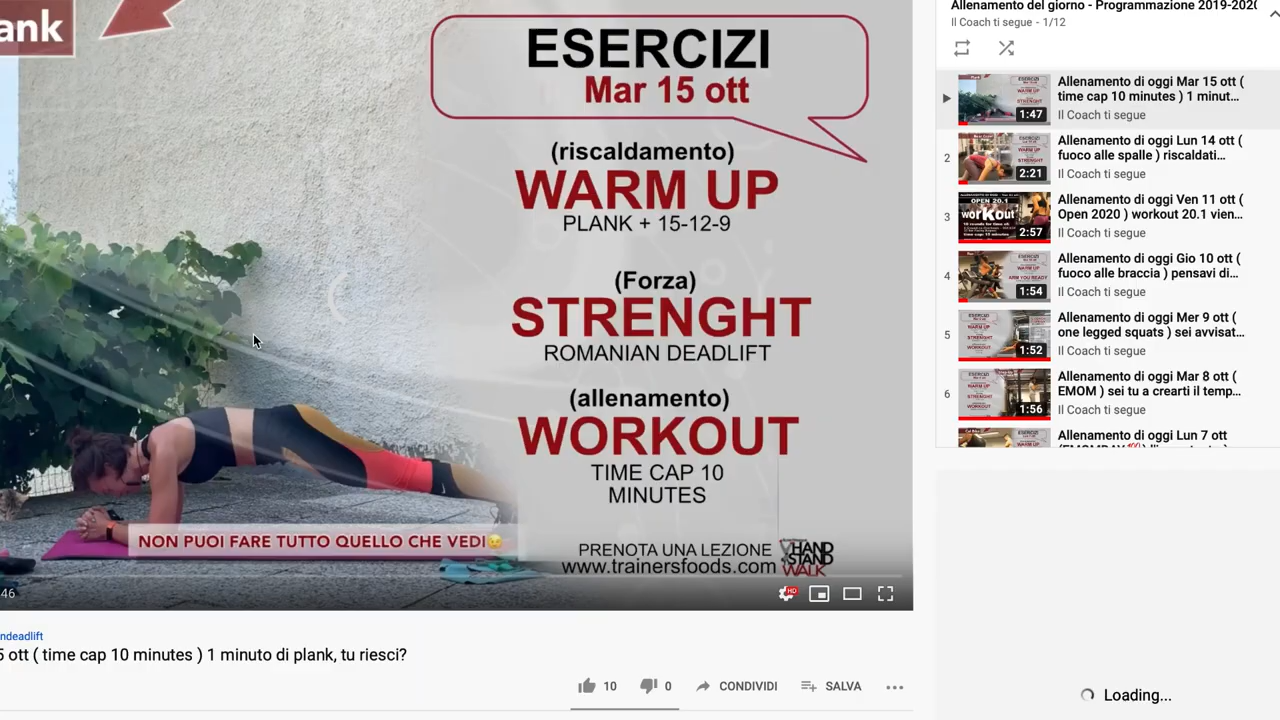 ank
ESERCIZI
Mar 15 ott
(riscaldamento)
WARM UP
PLANK + 15-12-9
(Forza)
STRENGHT
ROMANIAN DEADLIFT
(allenamento)
WORKOUT
TIME CAP 10
MINUTES
NON PUOI FARE TUTTO QUELLO CHE VEDI😉
PRENOTA UNA LEZIONE
www.trainersfoods.com
HAND
STAND
WALK
46
HD
ndeadlift
5 ott ( time cap 10 minutes ) 1 minuto di plank, tu riesci?
10
0
CONDIVIDI
SALVA
Allenamento del giorno - Programmazione 2019-2020
Il Coach ti segue - 1/12
1:47
Allenamento di oggi Mar 15 ott (
time cap 10 minutes ) 1 minut...
Il Coach ti segue
2
2:21
Allenamento di oggi Lun 14 ott (
fuoco alle spalle ) riscaldati...
Il Coach ti segue
3
OPEN 20.1
worKout
2:57
Allenamento di oggi Ven 11 ott (
Open 2020 ) workout 20.1 vien...
Il Coach ti segue
4
1:54
Allenamento di oggi Gio 10 ott (
fuoco alle braccia ) pensavi di...
Il Coach ti segue
5
1:52
Allenamento di oggi Mer 9 ott (
one legged squats ) sei avvisat...
Il Coach ti segue
6
1:56
Allenamento di oggi Mar 8 ott (
EMOM ) sei tu a crearti il temp...
Il Coach ti segue
Allenamento di oggi Lun 7 ott
Loading...